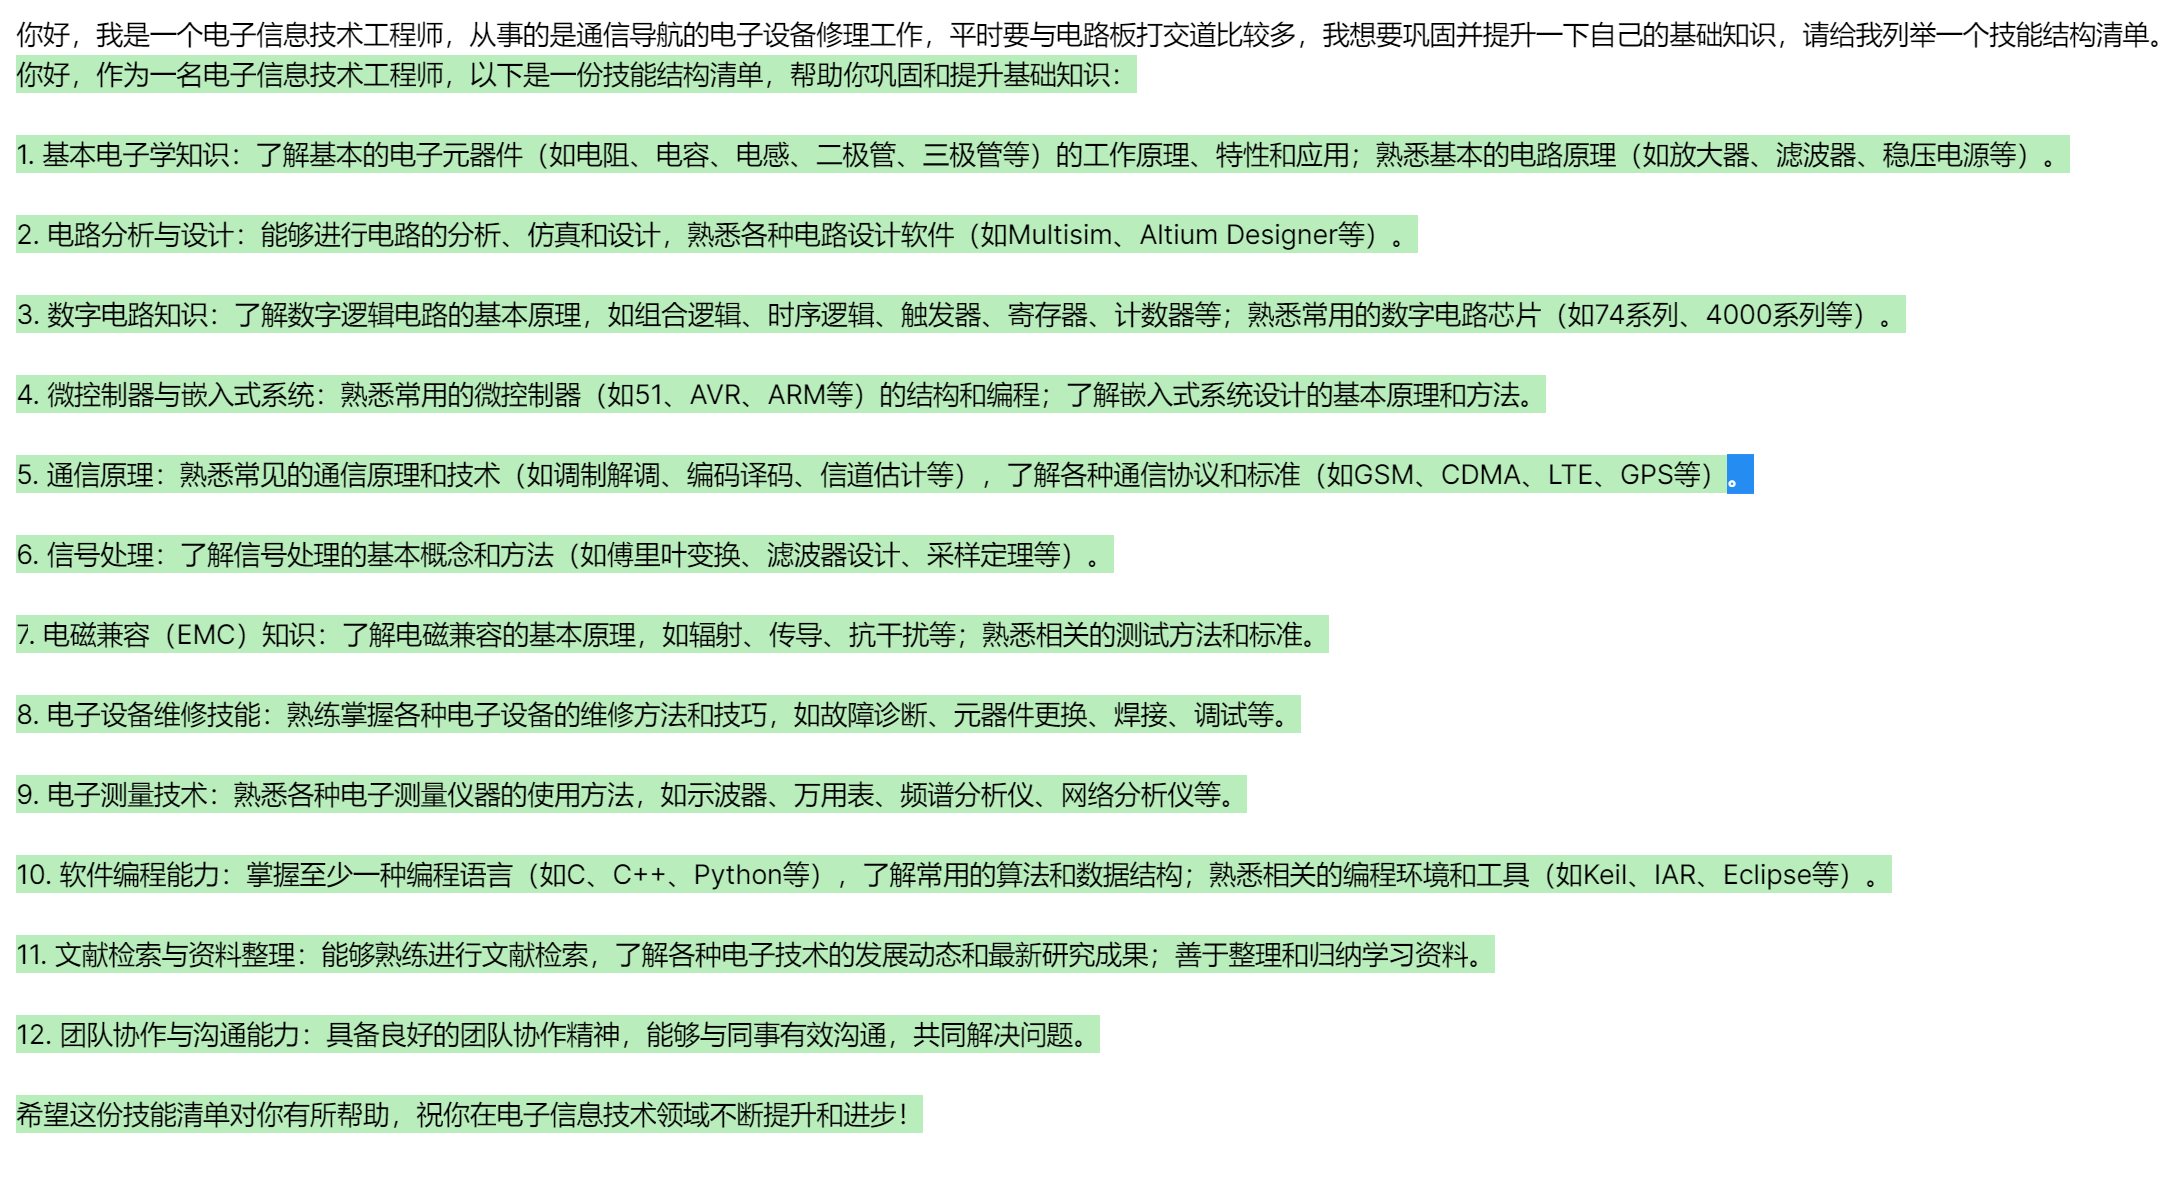 你好，我是一个电子信息技术工程师，从事的是通信导航的电子设备修理工作，平时要与电路板打交道比较多，我想要巩固并提升一下自己的基础知识，请给我列举一个技能结构清单。
你好，作为一名电子信息技术工程师，以下是一份技能结构清单，帮助你巩固和提升基础知识：
1. 基本电子学知识：了解基本的电子元器件（如电阻、电容、电感、二极管、三极管等）的工作原理、特性和应用；熟悉基本的电路原理（如放大器、滤波器、稳压电源等）。
2. 电路分析与设计：能够进行电路的分析、仿真和设计，熟悉各种电路设计软件（如Multisim、Altium Designer等）。
3. 数字电路知识：了解数字逻辑电路的基本原理，如组合逻辑、时序逻辑、触发器、寄存器、计数器等；熟悉常用的数字电路芯片（如74系列、4000系列等）。
4. 微控制器与嵌入式系统：熟悉常用的微控制器（如51、AVR、ARM等）的结构和编程；了解嵌入式系统设计的基本原理和方法。
5. 通信原理：熟悉常见的通信原理和技术（如调制解调、编码译码、信道估计等），了解各种通信协议和标准（如GSM、CDMA、LTE、GPS等）。
6. 信号处理：了解信号处理的基本概念和方法（如傅里叶变换、滤波器设计、采样定理等）。
7. 电磁兼容（EMC）知识：了解电磁兼容的基本原理，如辐射、传导、抗干扰等；熟悉相关的测试方法和标准。
8. 电子设备维修技能：熟练掌握各种电子设备的维修方法和技巧，如故障诊断、元器件更换、焊接、调试等。
9. 电子测量技术：熟悉各种电子测量仪器的使用方法，如示波器、万用表、频谱分析仪、网络分析仪等。
10. 软件编程能力：掌握至少一种编程语言（如C、C++、Python等），了解常用的算法和数据结构；熟悉相关的编程环境和工具（如Keil、IAR、Eclipse等）。
11. 文献检索与资料整理：能够熟练进行文献检索，了解各种电子技术的发展动态和最新研究成果；善于整理和归纳学习资料。
12. 团队协作与沟通能力：具备良好的团队协作精神，能够与同事有效沟通，共同解决问题。
希望这份技能清单对你有所帮助，祝你在电子信息技术领域不断提升和进步！